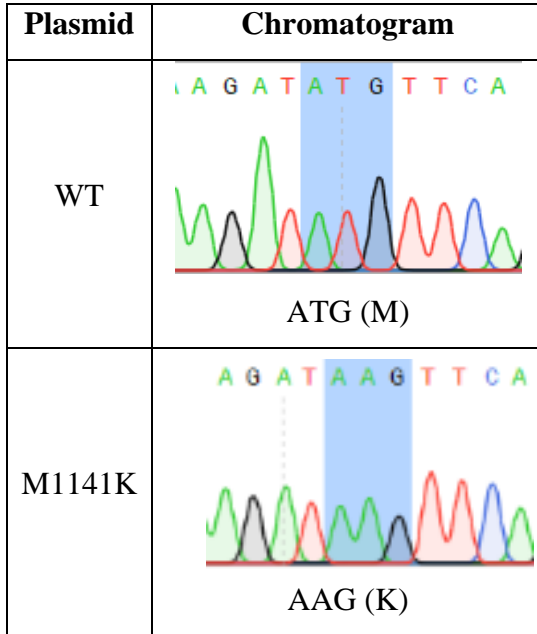 Plasmid Chromatogram
A A G A T A T G T T C A
WT
ATG (M)
A G A T A A G T T C A
M1141K
AAG (K)